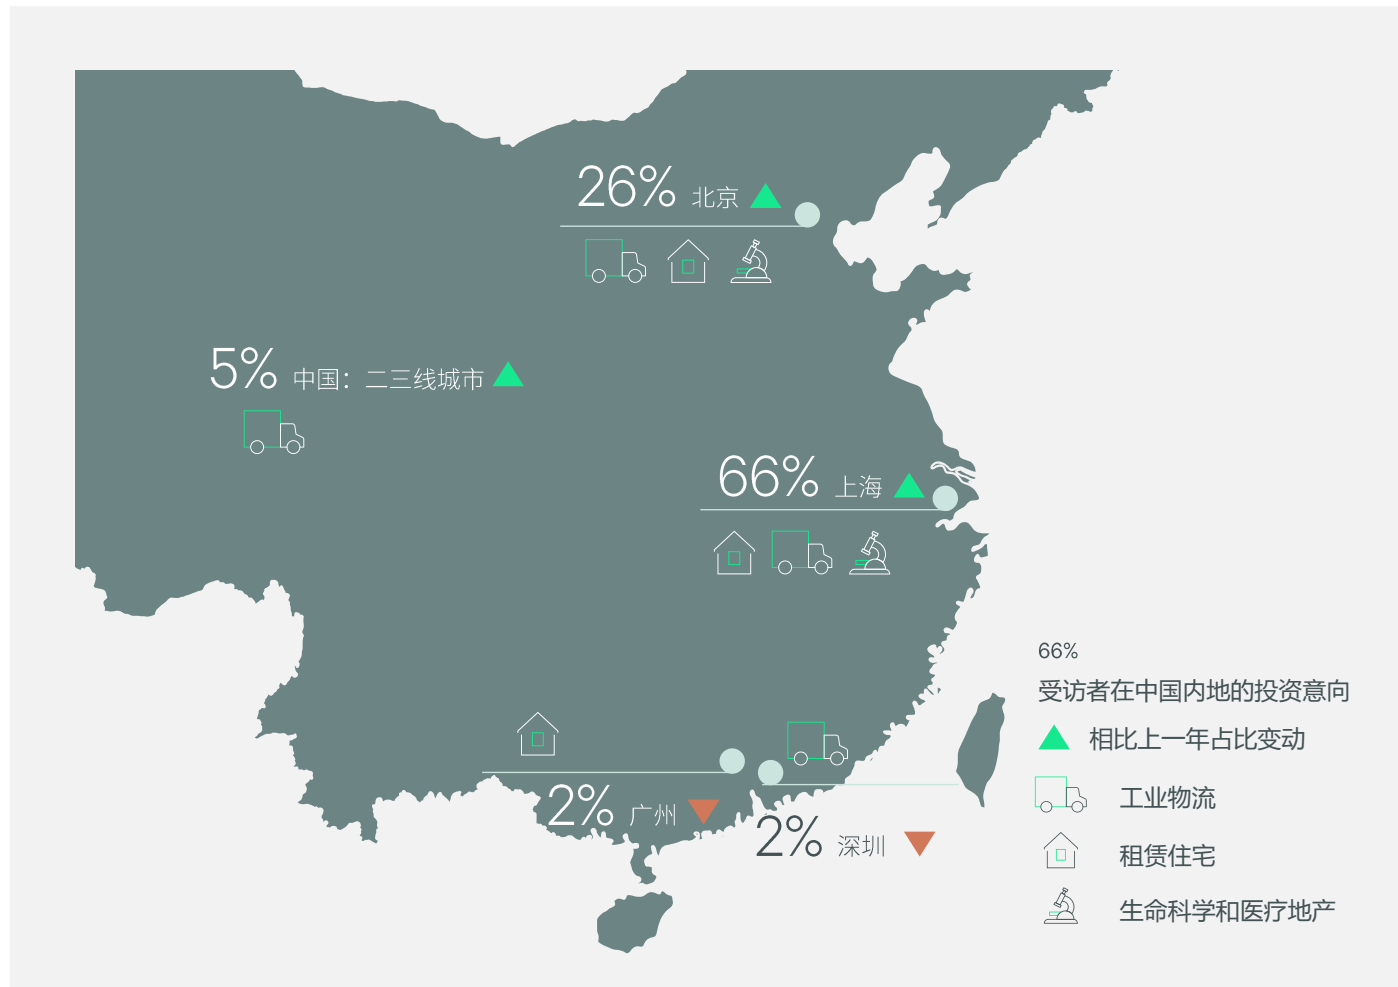 26% 北京
5% 中国：二三线城市
66% 上海
2% 广州
2% 深圳
66%
受访者在中国内地的投资意向
相比上一年占比变动
工业物流
租赁住宅
生命科学和医疗地产